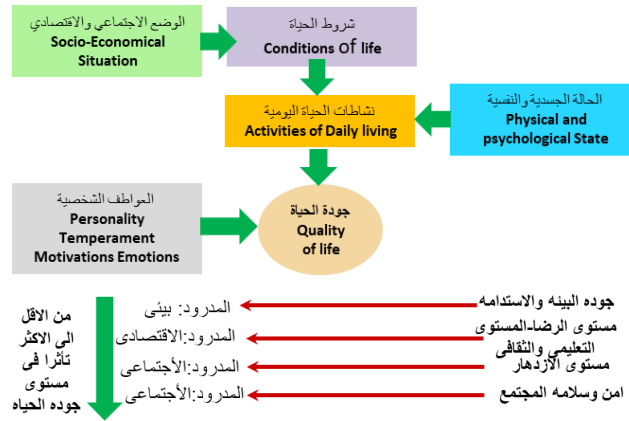 الوضع الاجتماعي والاقتصادي
Socio-Economical
Situation
شروط الحياة
Conditions of life
نشاطات الحياة اليومية
Activities of Daily living
الحالة الجسدية والنفسية
Physical and
psychological State
العواطف الشخصية
Personality
Temperament
Motivations Emotions
جودة الحياة
Quality
of life
جوده البيئه والاستدامه
المدرود: بيئى
مستوى الرضا-المستوى
التعليمي والثقافي
المدرود:الاقتصادى
مستوى الازدهار
المدرود:الأجتماعى
امن وسلامه المجتمع
المدرود:الأجتماعى
من الاقل
الى الاكثر
تأثرا فى
مستوى
جوده الحياه